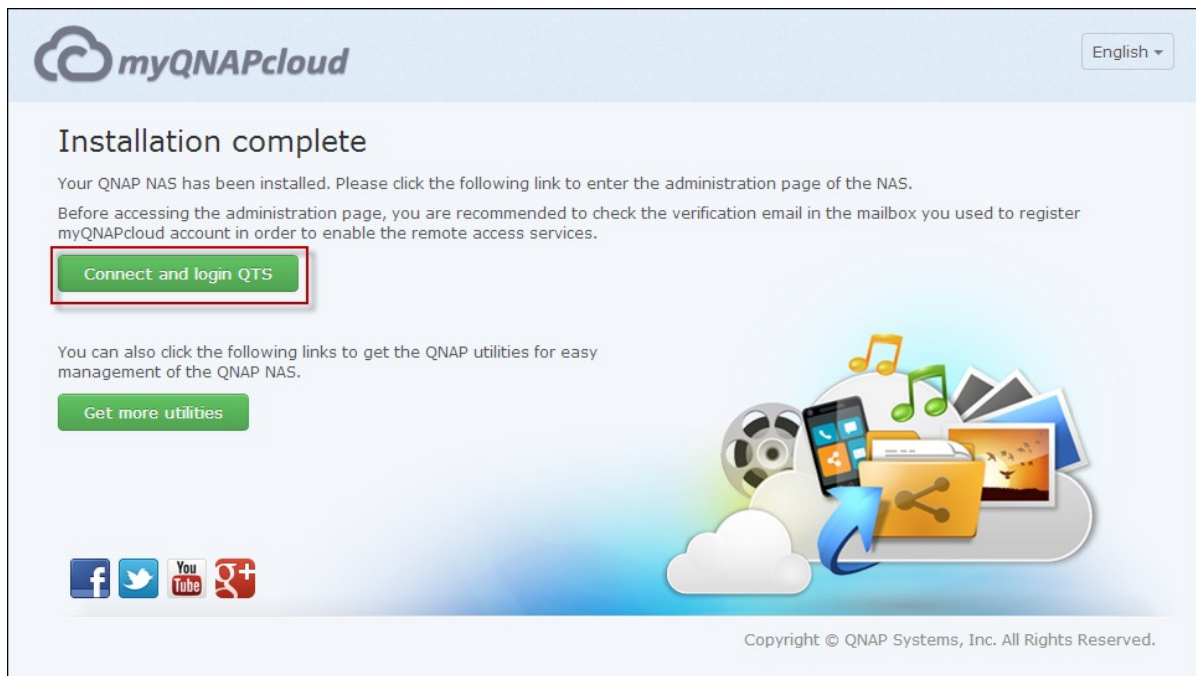 myQNAPcloud
English
Installation complete
Your QNAP NAS has been installed. Please click the following link to enter the administration page of the NAS.
Before accessing the administration page, you are recommended to check the verification email in the mailbox you used to register
myQNAPcloud account in order to enable the remote access services.
Connect and login QTS
You can also click the following links to get the QNAP utilities for easy
management of the QNAP NAS.
Get more utilities
f
You
Tube
g+
Copyright © QNAP Systems, Inc. All Rights Reserved.